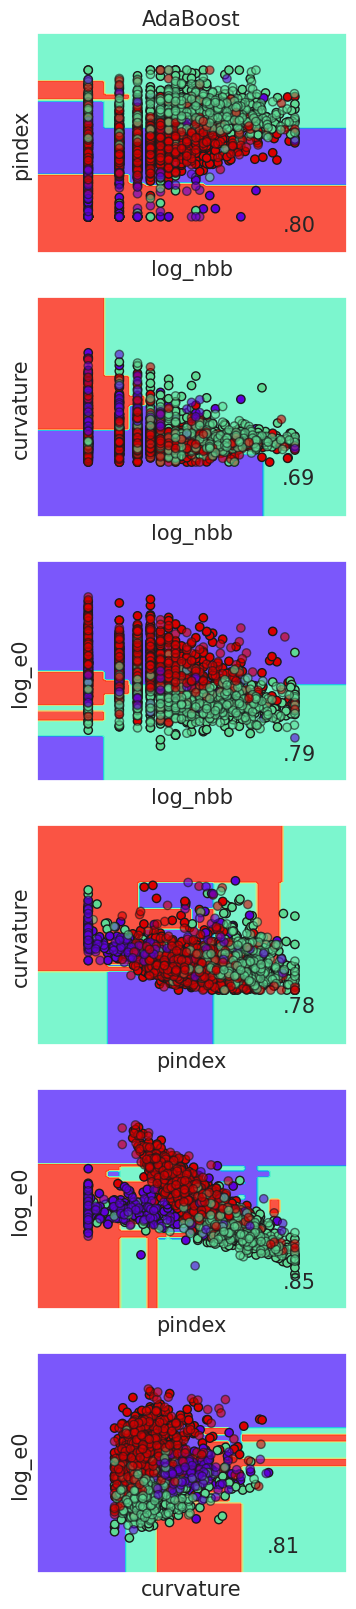 AdaBoost
pindex
.80
log_nbb
curvature
.69
log_nbb
log_e0
.79
log_nbb
curvature
.78
pindex
log_e0
.85
pindex
log_e0
.81
curvature